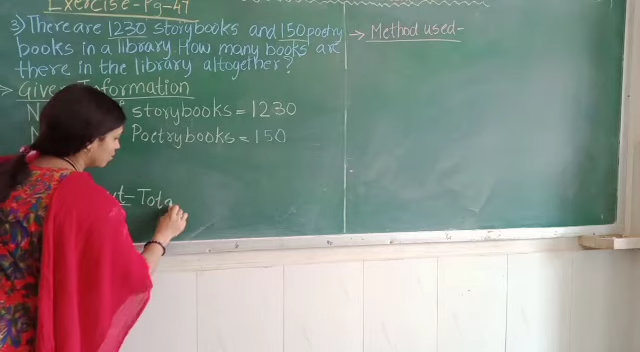 Exercise-Pg-47
3) There are 1230 storybooks and 150 poetry
books in a library. How many books are
there in the library altogether?
→ Given Information
N storybooks = 1230
N Poetrybooks = 150
= Tota
→ Method used-